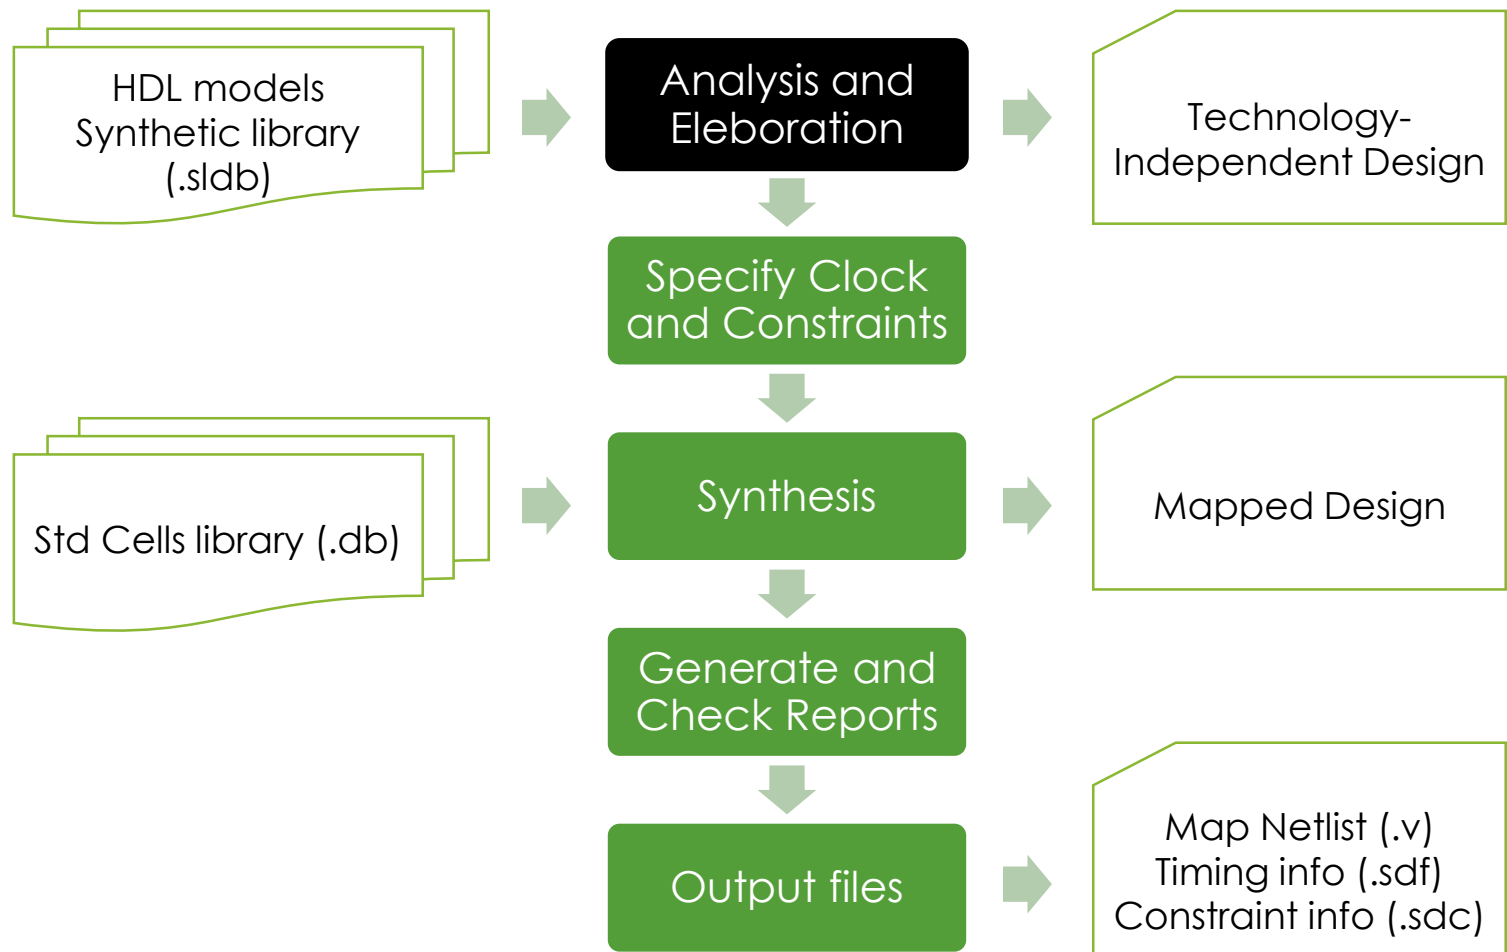 HDL models
Synthetic library
(.sldb)
Analysis and
Eleboration
Technology-
Independent Design
Specify Clock
and Constraints
Std Cells library (.db)
Synthesis
Mapped Design
Generate and
Check Reports
Output files
Map Netlist (.v)
Timing info (.sdf)
Constraint info (.sdc)